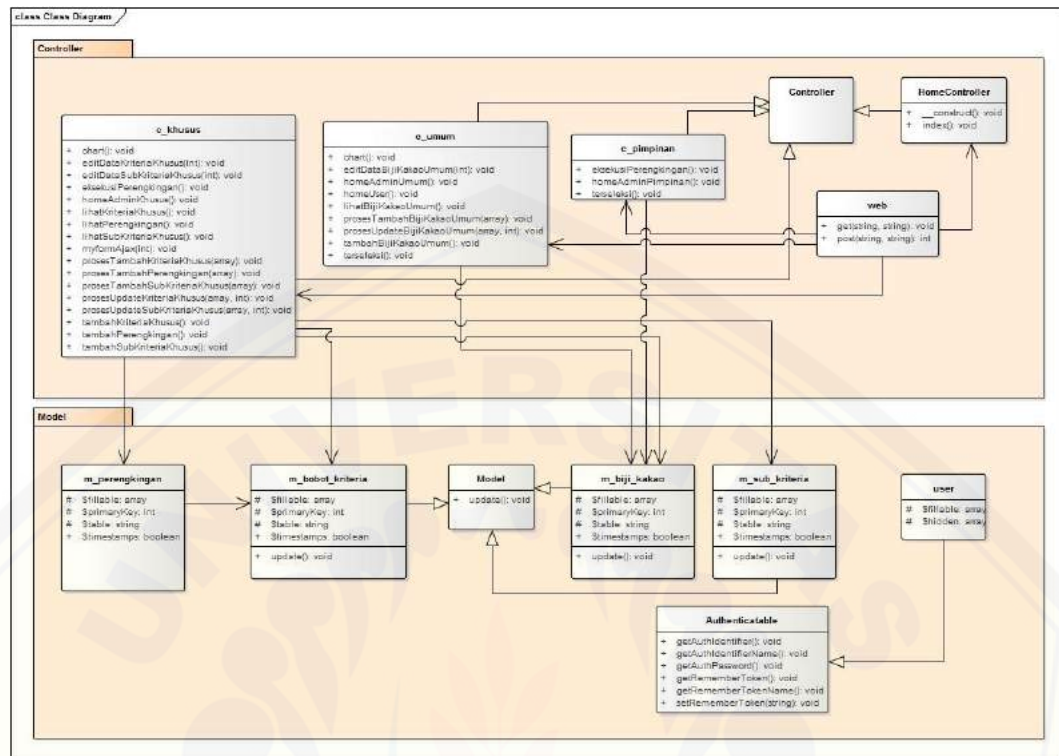 class Class Diagram
Controller
c_khusus
+ chart(): void
+ editDataKriteriaKhusus(int): void
+ editDataSubKriteriaKhusus(int): void
+ eksekusiPerengkingan(): void
+ homeAdminKhusus(): void
+ lihatKriteriaKhusus(): void
+ lihatPerengkingan(): void
+ lihatSubKriteriaKhusus(): void
+ myformAjax(int): void
+ prosesTambahKriteriaKhusus(array): void
+ prosesTambahPerengkingan(array): void
+ prosesTambahSubKriteriaKhusus(array): void
+ prosesUpdateKriteriaKhusus(array, int): void
+ prosesUpdateSubKriteriaKhusus(array, int): void
+ tambahKriteriaKhusus(): void
+ tambahPerengkingan(): void
+ tambahSubKriteriaKhusus(): void
c_umum
+ chart(): void
+ editDataBijiKakaoUmum(int): void
+ homeAdminUmum(): void
+ homeUser(): void
+ lihatBijiKakaoUmum(): void
+ prosesTambahBijiKakaoUmum(array): void
+ prosesUpdateBijiKakaoUmum(array, int): void
+ tambahBijiKakaoUmum(): void
+ terseleksi(): void
c_pimpinan
+ eksekusiPerengkingan(): void
+ homeAdminPimpinan(): void
+ terseleksi(): void
Controller
HomeController
+ __construct(): void
+ index(): void
web
+ get(string, string): void
+ post(string, string): int
Model
m_perengkingan
# $fillable: array
# $primaryKey: int
# $table: string
+ $timestamps: boolean
m_bobot_kriteria
# $fillable: array
# $primaryKey: int
# $table: string
+ $timestamps: boolean
+ update(): void
Model
+ update(): void
m_biji_kakao
# $fillable: array
# $primaryKey: int
# $table: string
+ $timestamps: boolean
+ update(): void
m_sub_kriteria
# $fillable: array
# $primaryKey: int
# $table: string
+ $timestamps: boolean
+ update(): void
user
# $fillable: array
# $hidden: array
Authenticatable
+ getAuthIdentifier(): void
+ getAuthIdentifierName(): void
+ getAuthPassword(): void
+ getRememberToken(): void
+ getRememberTokenName(): void
+ setRememberToken(string): void